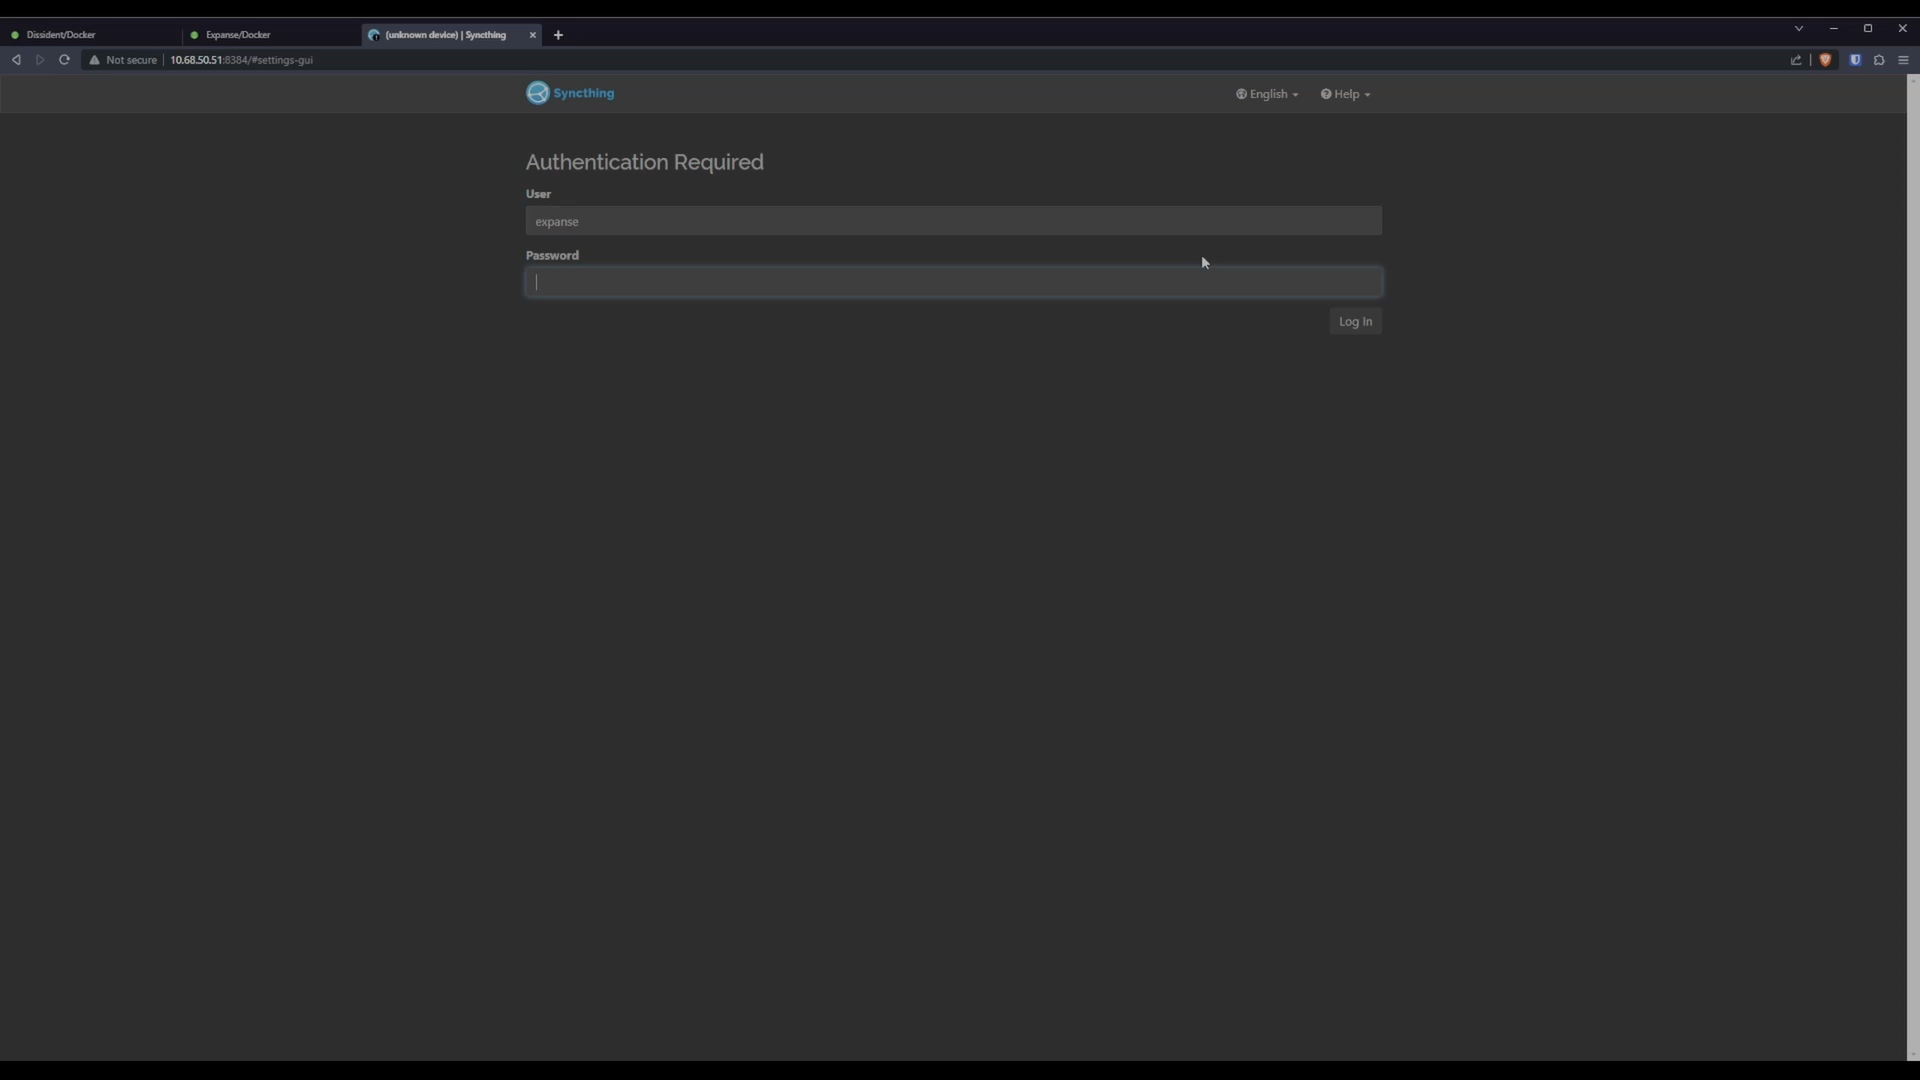 Dissident/Docker
Expanse/Docker
(unknown device) | Syncthing
Not secure
10.68.50.51:8384/#settings-gui
Syncthing
English
Help
Authentication Required
User
expanse
Password
Log In